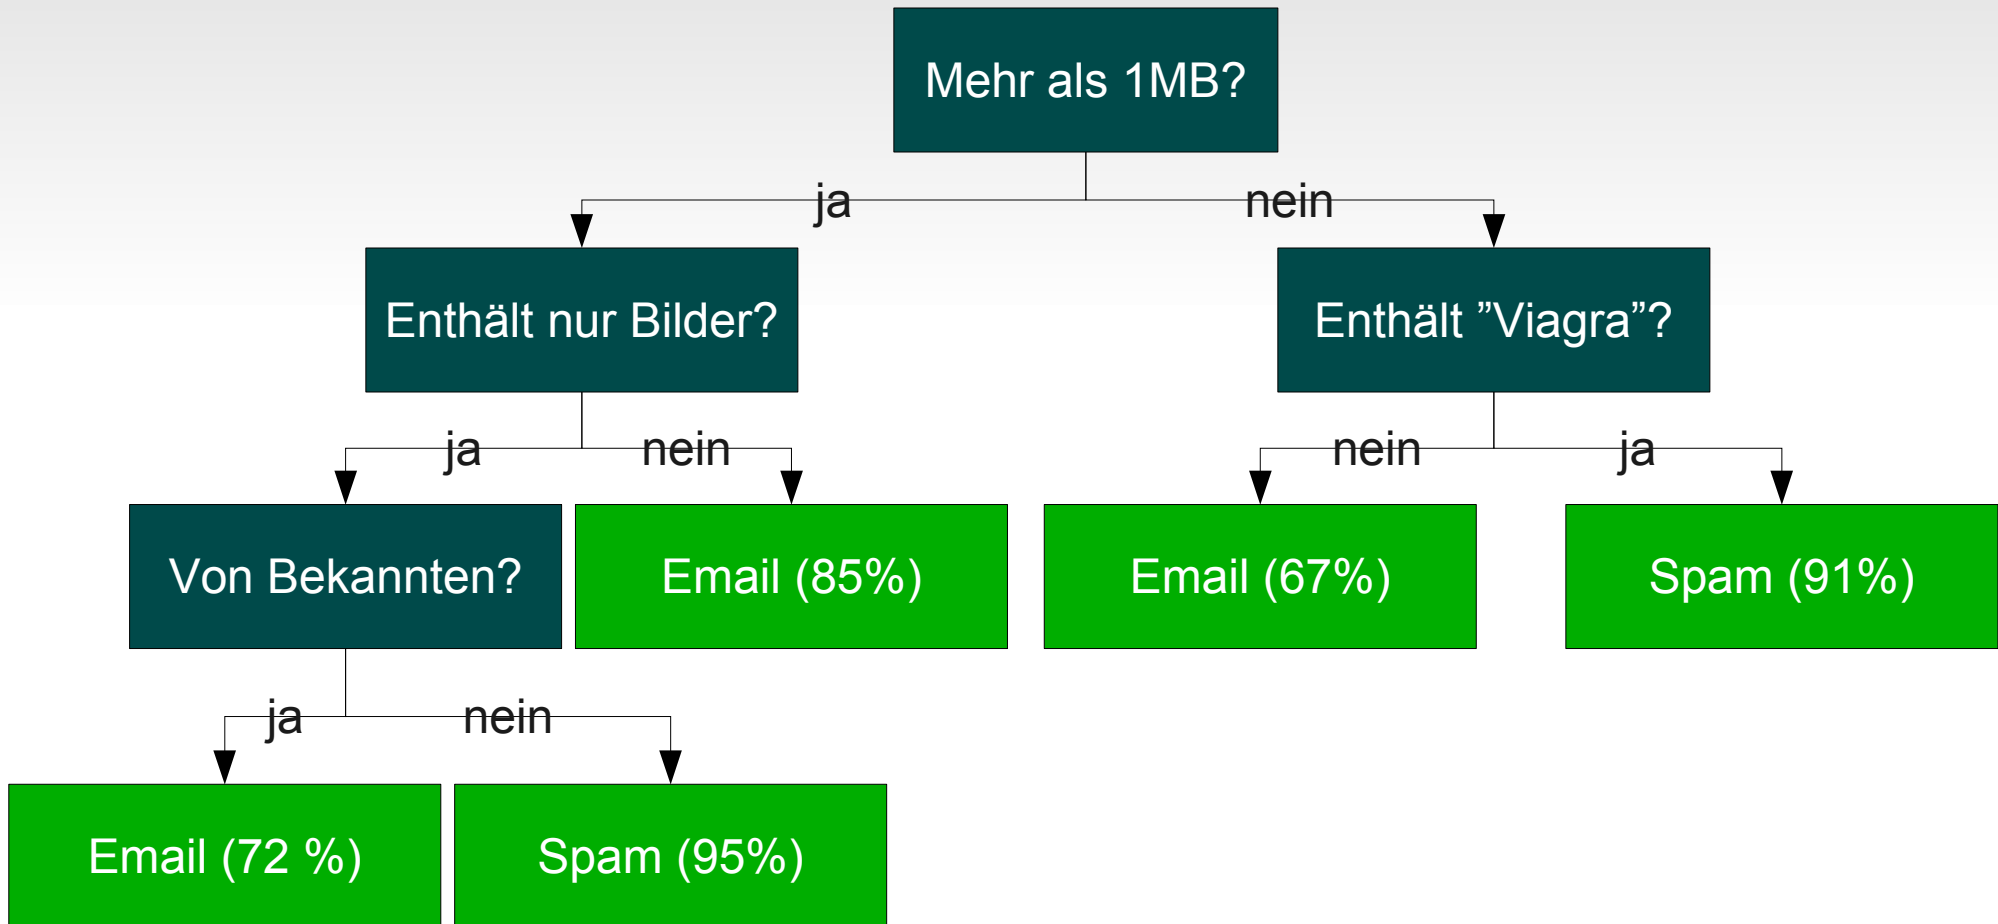 Mehr als 1MB?
ja
nein
Enthält nur Bilder?
Enthält ”Viagra”?
ja
nein
nein
ja
Von Bekannten?
Email (85%)
Email (67%)
Spam (91%)
ja
nein
Email (72 %)
Spam (95%)